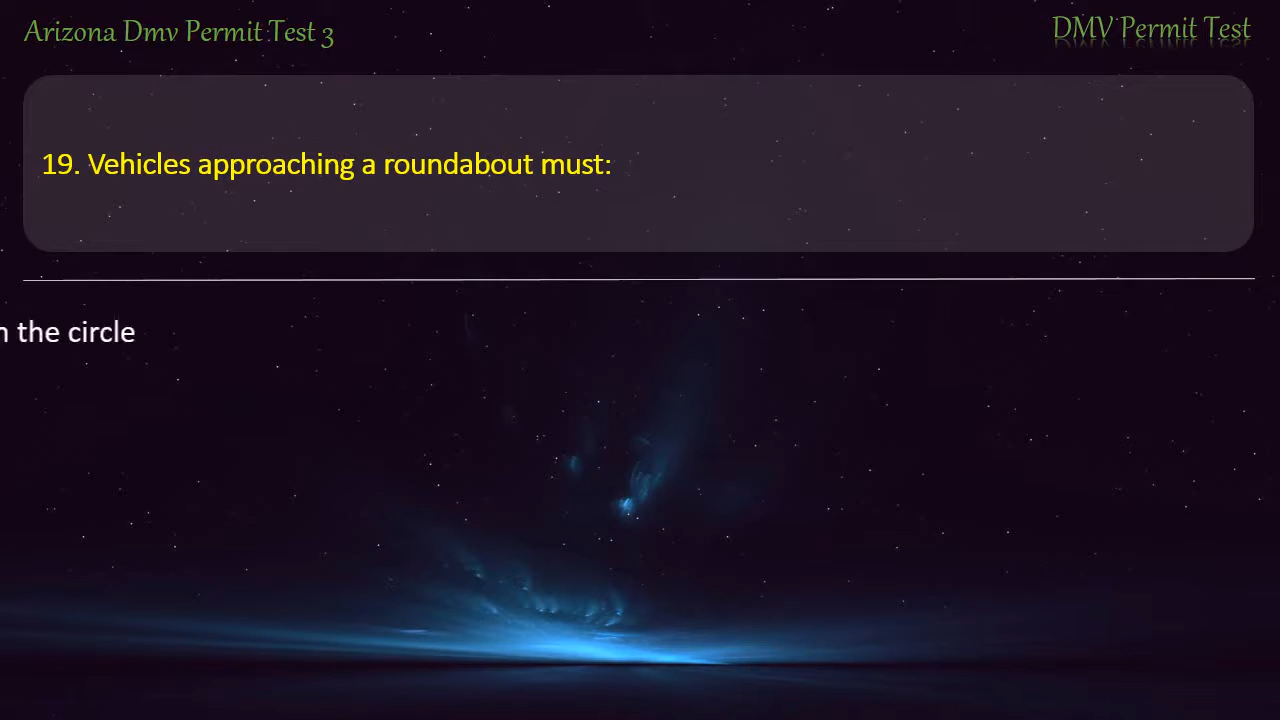 Arizona Dmv Permit Test 3
DMV Permit Test
19. Vehicles approaching a roundabout must:
the circle